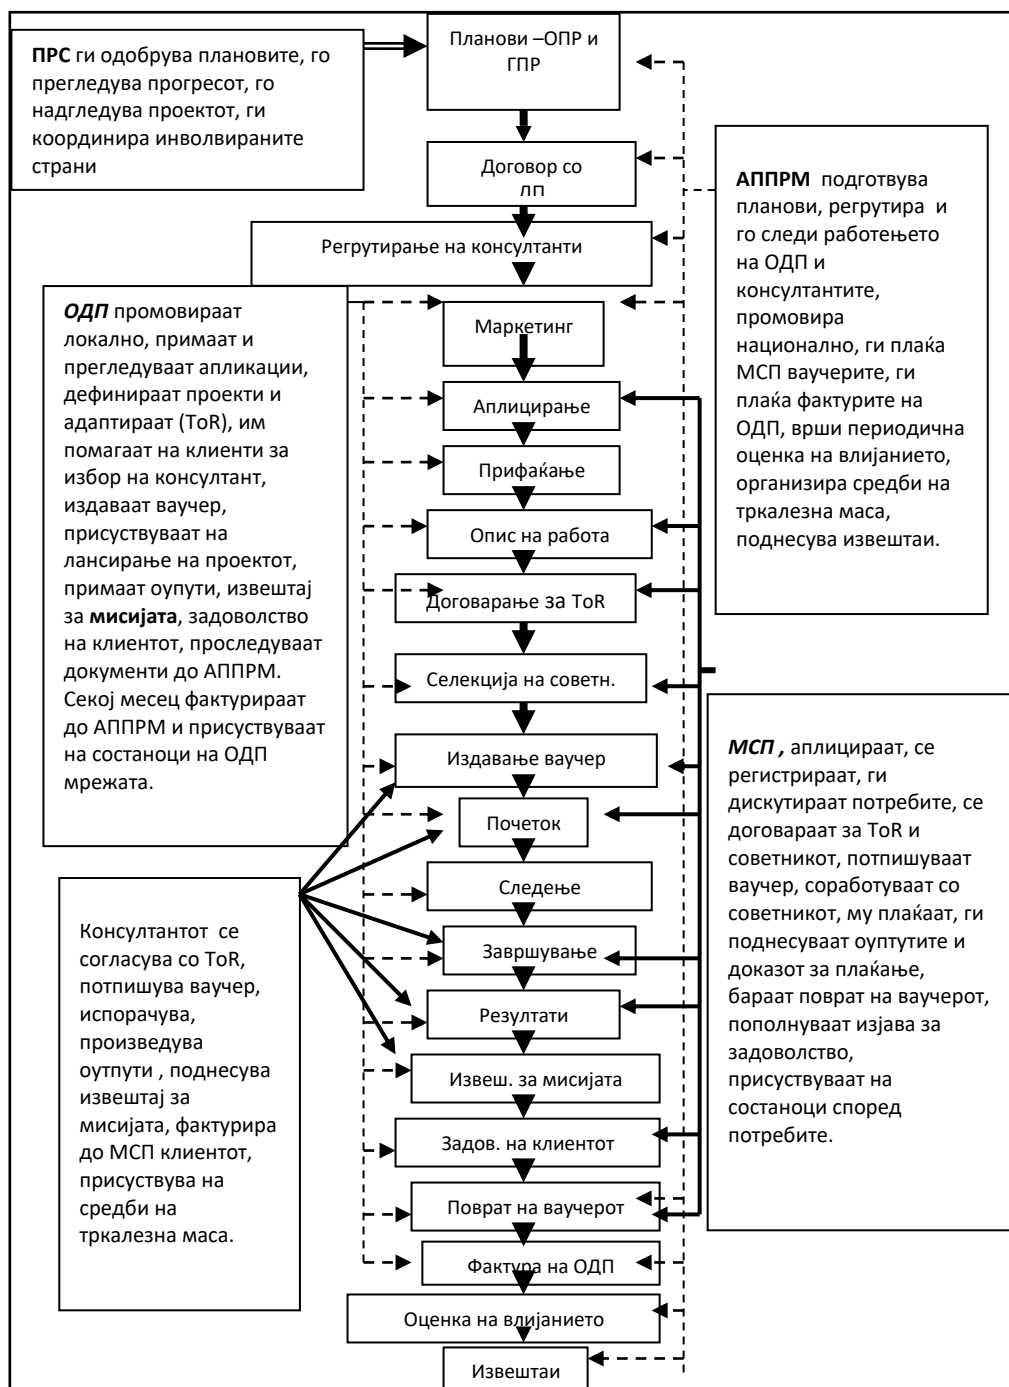 ПРС ги одобрува плановите, го
прегледува прогресот, го
надгледува проектот, ги
координира инволвираните
страни
Планови –ОПР и
ГПР
Договор со
ЛП
Регрутирање на консултанти
Маркетинг
Аплицирање
Прифаќање
Опис на работа
Договарање за ToR
Селекција на советн.
Издавање ваучер
Почеток
Следење
Завршување
Резултати
Извеш. за мисијата
Задов. на клиентот
Поврат на ваучерот
Фактура на ОДП
Оценка на влијанието
Извештаи
ОДП промовираат
локално, примаат и
прегледуваат апликации,
дефинираат проекти и
адаптираат (ToR), им
помагаат на клиенти за
избор на консултант,
издаваат ваучер,
присуствуваат на
лансирање на проектот,
примаат оупути, извештај
за мисијата, задоволство
на клиентот, проследуваат
документи до АППРМ.
Секој месец фактурираат
до АППРМ и присуствуваат
на состаноци на ОДП
мрежата.
Консултантот се
согласува со ToR,
потпишува ваучер,
испорачува,
произведува
оутпути , поднесува
извештај за
мисијата, фактурира
до МСП клиентот,
присуствува на
средби на
тркалезна маса.
АППРМ подготвува
планови, регрутира и
го следи работењето
на ОДП и
консултантите,
промовира
национално, ги плаќа
МСП ваучерите, ги
плаќа фактурите на
ОДП, врши периодична
оценка на влијанието,
организира средби на
тркалезна маса,
поднесува извештаи.
МСП , аплицираат, се
регистрираат, ги
дискутираат потребите, се
договараат за ToR и
советникот, потпишуваат
ваучер, соработуваат со
советникот, му плаќаат, ги
поднесуваат оуптутите и
доказот за плаќање,
бараат поврат на ваучерот,
пополнуваат изјава за
задоволство,
присуствуваат на
состаноци според
потребите.